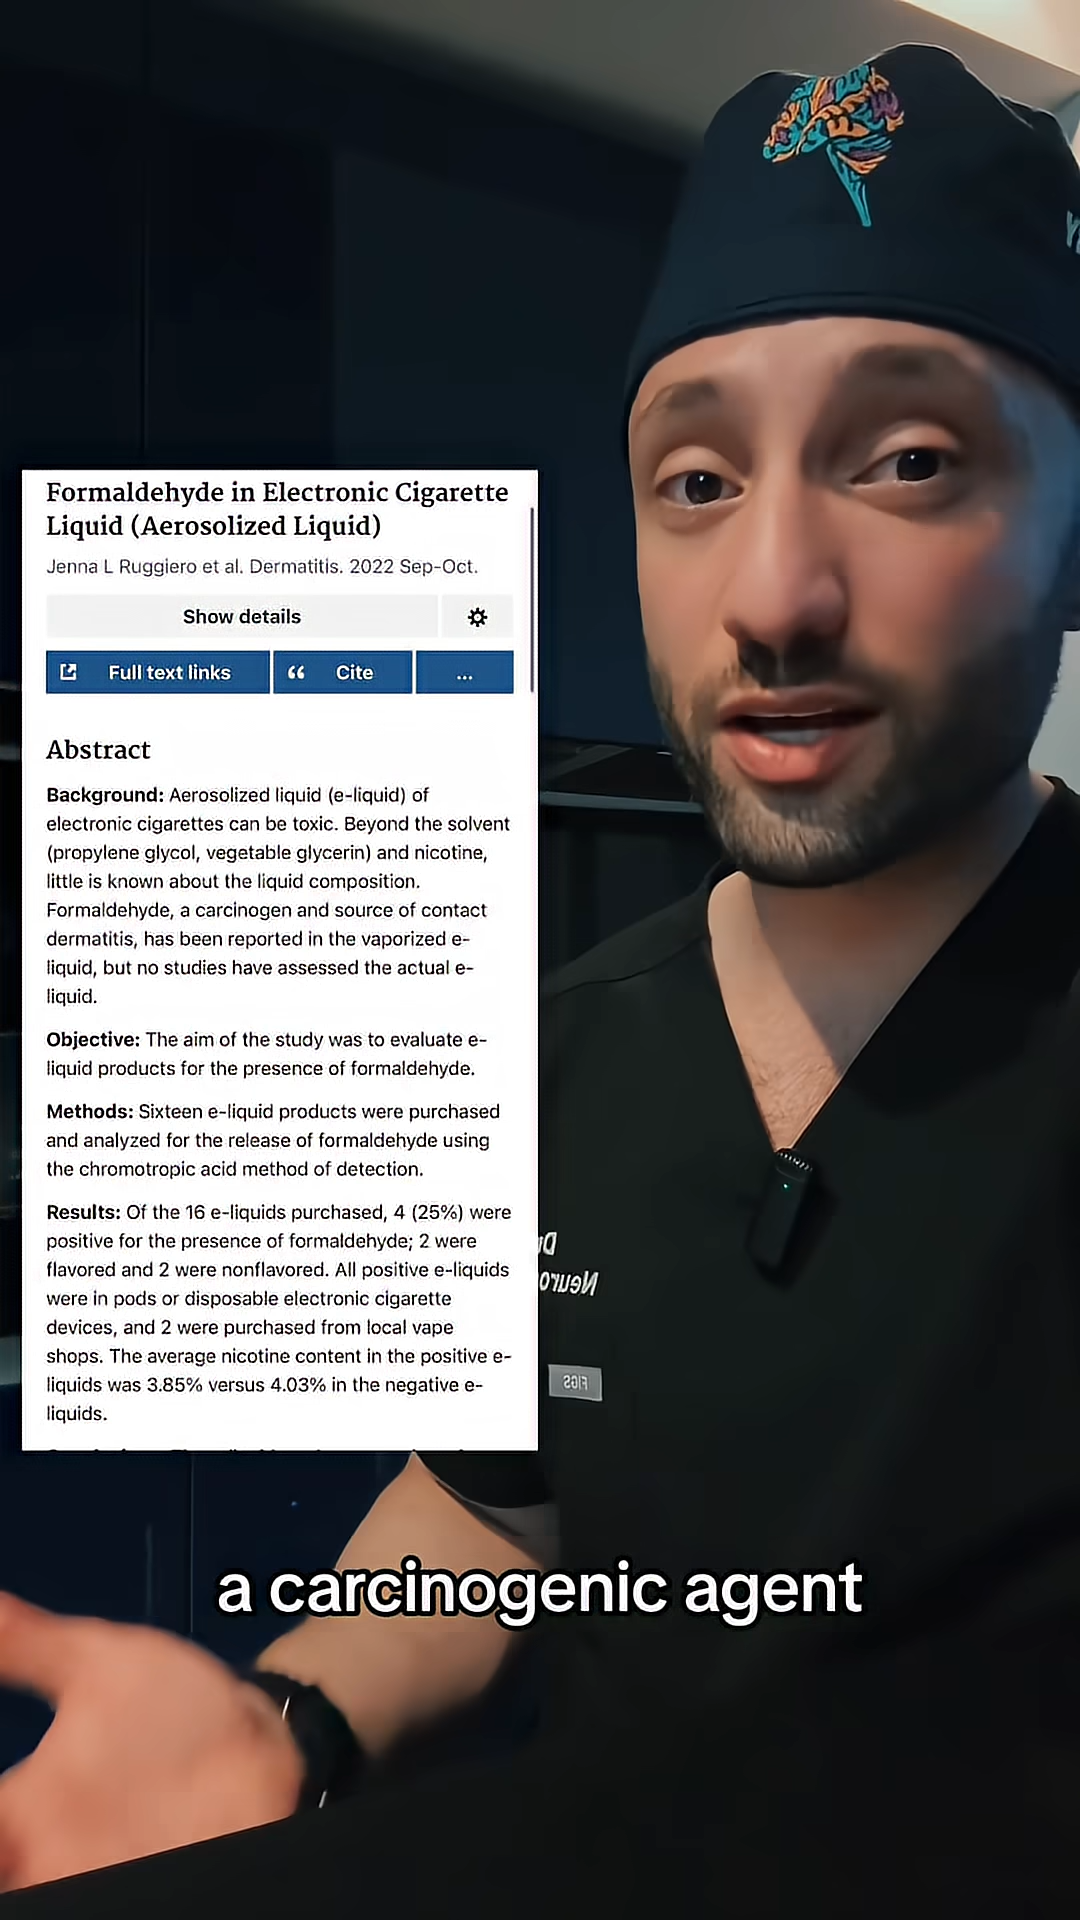 Formaldehyde in Electronic Cigarette
Liquid (Aerosolized Liquid)
Jenna L Ruggiero et al. Dermatitis. 2022 Sep-Oct.
Show details
Full text links
Cite
...
Abstract
Background: Aerosolized liquid (e-liquid) of
electronic cigarettes can be toxic. Beyond the solvent
(propylene glycol, vegetable glycerin) and nicotine,
little is known about the liquid composition.
Formaldehyde, a carcinogen and source of contact
dermatitis, has been reported in the vaporized e-
liquid, but no studies have assessed the actual e-
liquid.
Objective: The aim of the study was to evaluate e-
liquid products for the presence of formaldehyde.
Methods: Sixteen e-liquid products were purchased
and analyzed for the release of formaldehyde using
the chromotropic acid method of detection.
Results: Of the 16 e-liquids purchased, 4 (25%) were
positive for the presence of formaldehyde; 2 were
flavored and 2 were nonflavored. All positive e-liquids
were in pods or disposable electronic cigarette
devices, and 2 were purchased from local vape
shops. The average nicotine content in the positive e-
liquids was 3.85% versus 4.03% in the negative e-
liquids.
Neuro
FIGS
a carcinogenic agent